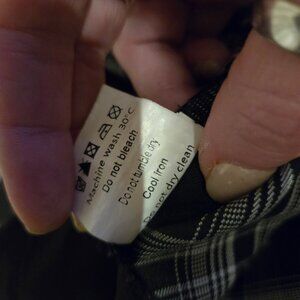 Machine wash 30°C
Do not bleach
Do not tumble dry
Cool iron
Do not dry clean